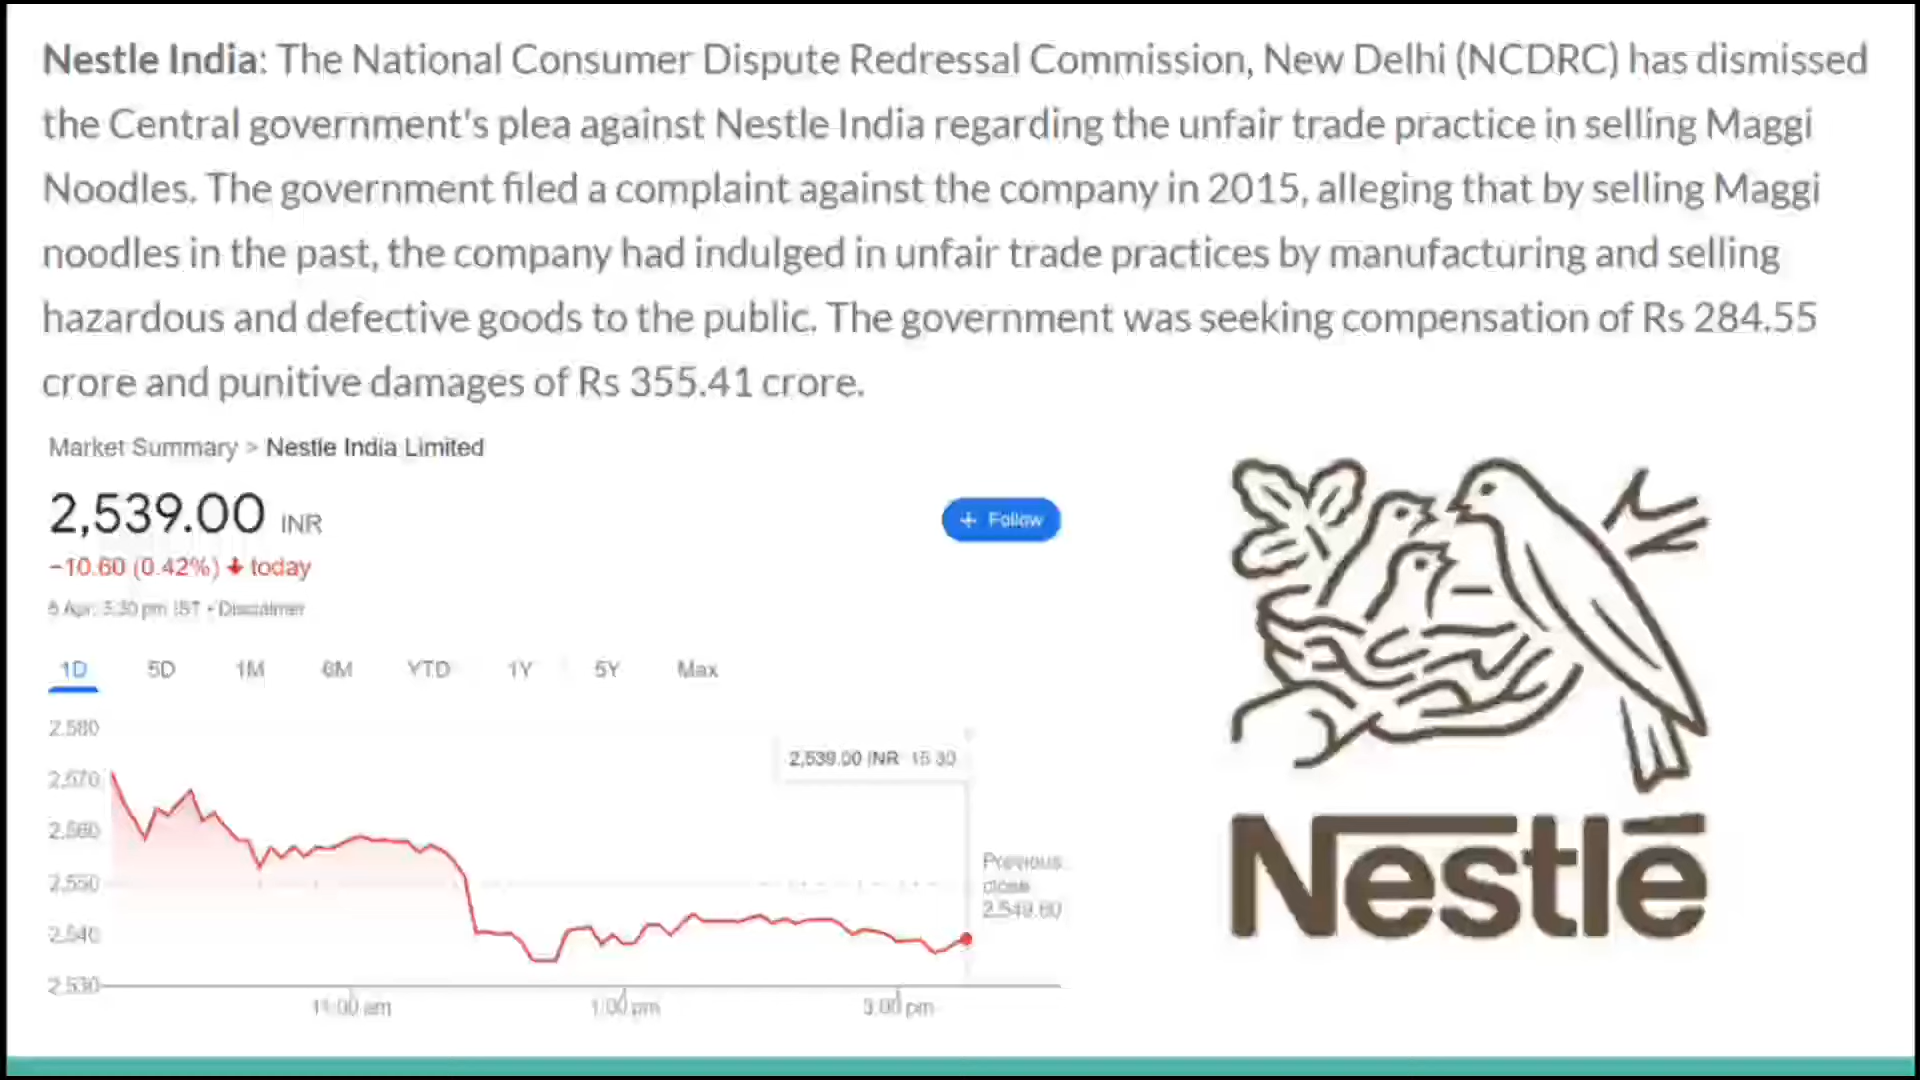 Nestle India: The National Consumer Dispute Redressal Commission, New Delhi (NCDRC) has dismissed
the Central government's plea against Nestle India regarding the unfair trade practice in selling Maggi
Noodles. The government filed a complaint against the company in 2015, alleging that by selling Maggi
noodles in the past, the company had indulged in unfair trade practices by manufacturing and selling
hazardous and defective goods to the public. The government was seeking compensation of Rs 284.55
crore and punitive damages of Rs 355.41 crore.
Market Summary > Nestle India Limited
2,539.00 INR
+ Follow
−10.60 (0.42%) ↓ today
5 Apr, 3:30 pm IST • Disclaimer
1D 5D 1M 6M YTD 1Y 5Y Max
2,580
2,539.00 INR 15:30
2,570
2,560
Previous
close
2,549.60
2,550
2,540
2,530
11:00 am 1:00 pm 3:00 pm
Nestlé